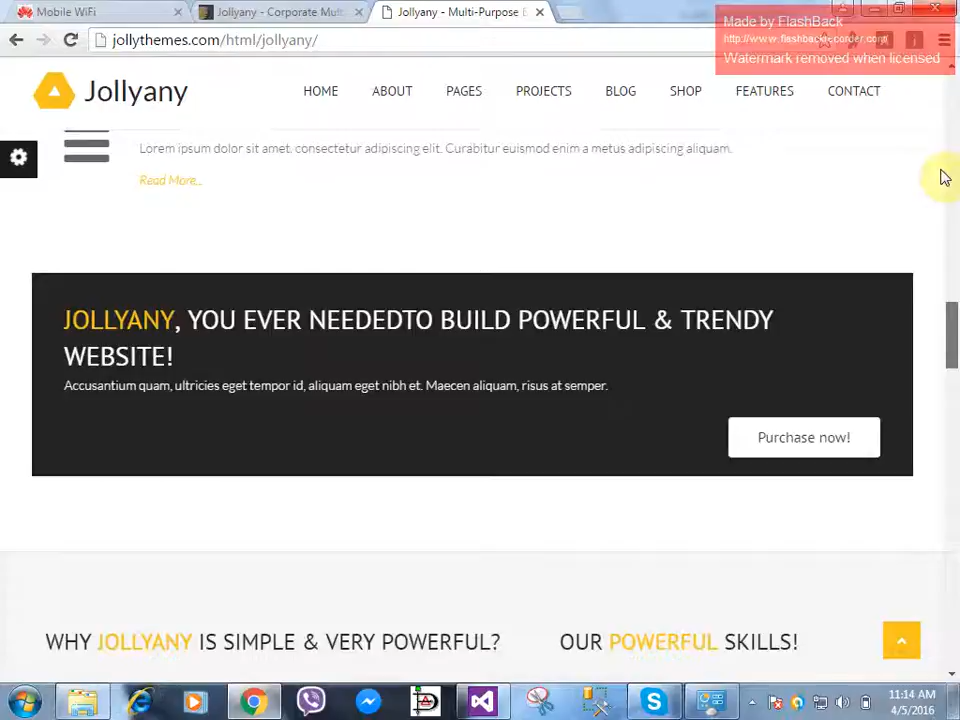 Mobile WiFi
Jollyany - Corporate Mult
Jollyany - Multi-Purpose
Made by FlashBack
http://www.flashbackrecorder.com/
Watermark removed when licensed
jollythemes.com/html/jollyany/
Jollyany
HOME
ABOUT
PAGES
PROJECTS
BLOG
SHOP
FEATURES
CONTACT
Lorem ipsum dolor sit amet, consectetur adipiscing elit. Curabitur euismod enim a metus adipiscing aliquam.
Read More...
JOLLYANY, YOU EVER NEEDEDTO BUILD POWERFUL & TRENDY
WEBSITE!
Accusantium quam, ultricies eget tempor id, aliquam eget nibh et. Maecen aliquam, risus at semper.
Purchase now!
WHY JOLLYANY IS SIMPLE & VERY POWERFUL?
OUR POWERFUL SKILLS!
11:14 AM
4/5/2016